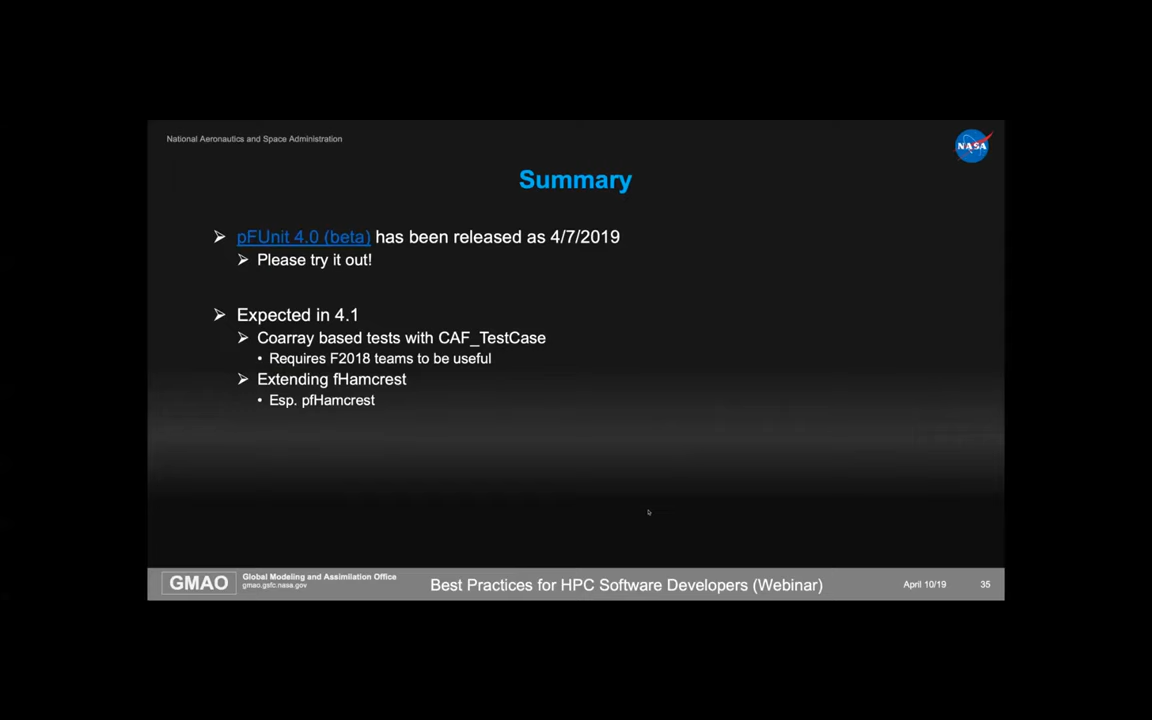 National Aeronautics and Space Administration
NASA
Summary
➢ pFUnit 4.0 (beta) has been released as 4/7/2019
➢ Please try it out!
➢ Expected in 4.1
➢ Coarray based tests with CAF_TestCase
• Requires F2018 teams to be useful
➢ Extending fHamcrest
• Esp. pfHamcrest
GMAO
Global Modeling and Assimilation Office
gmao.gsfc.nasa.gov
Best Practices for HPC Software Developers (Webinar)
April 10/19
35